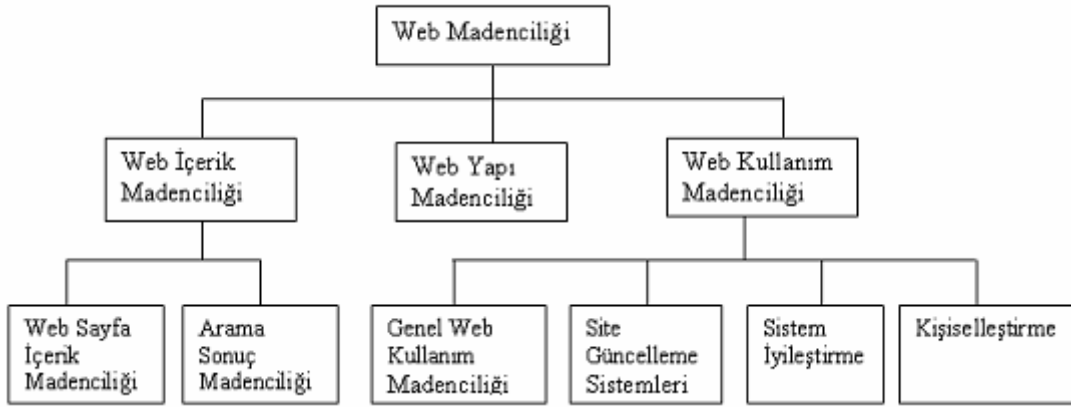 Web Madenciliği
Web İçerik
Madenciliği
Web Yapı
Madenciliği
Web Kullanım
Madenciliği
Web Sayfa
İçerik
Madenciliği
Arama
Sonuç
Madenciliği
Genel Web
Kullanım
Madenciliği
Site
Güncelleme
Sistemleri
Sistem
İyileştirme
Kişiselleştirme